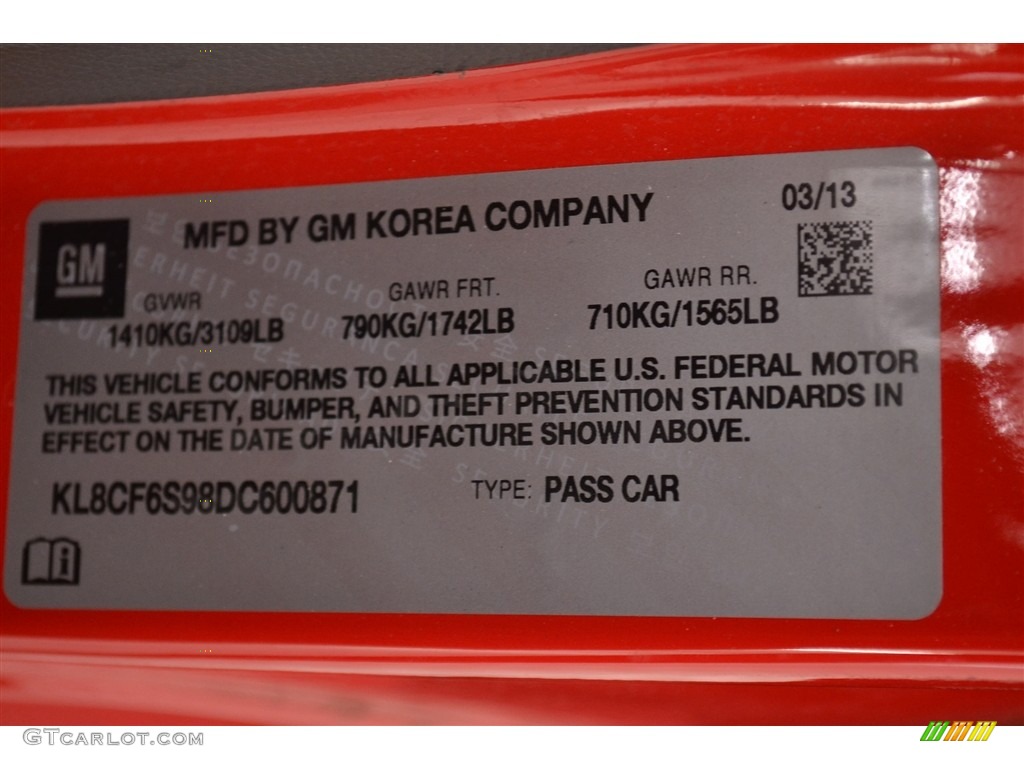 MFD BY GM KOREA COMPANY
03/13
GM
GVWR
1410KG/3109LB
GAWR FRT.
790KG/1742LB
GAWR RR.
710KG/1565LB
THIS VEHICLE CONFORMS TO ALL APPLICABLE U.S. FEDERAL MOTOR
VEHICLE SAFETY, BUMPER, AND THEFT PREVENTION STANDARDS IN
EFFECT ON THE DATE OF MANUFACTURE SHOWN ABOVE.
KL8CF6S98DC600871
TYPE: PASS CAR
GTCARLOT.COM